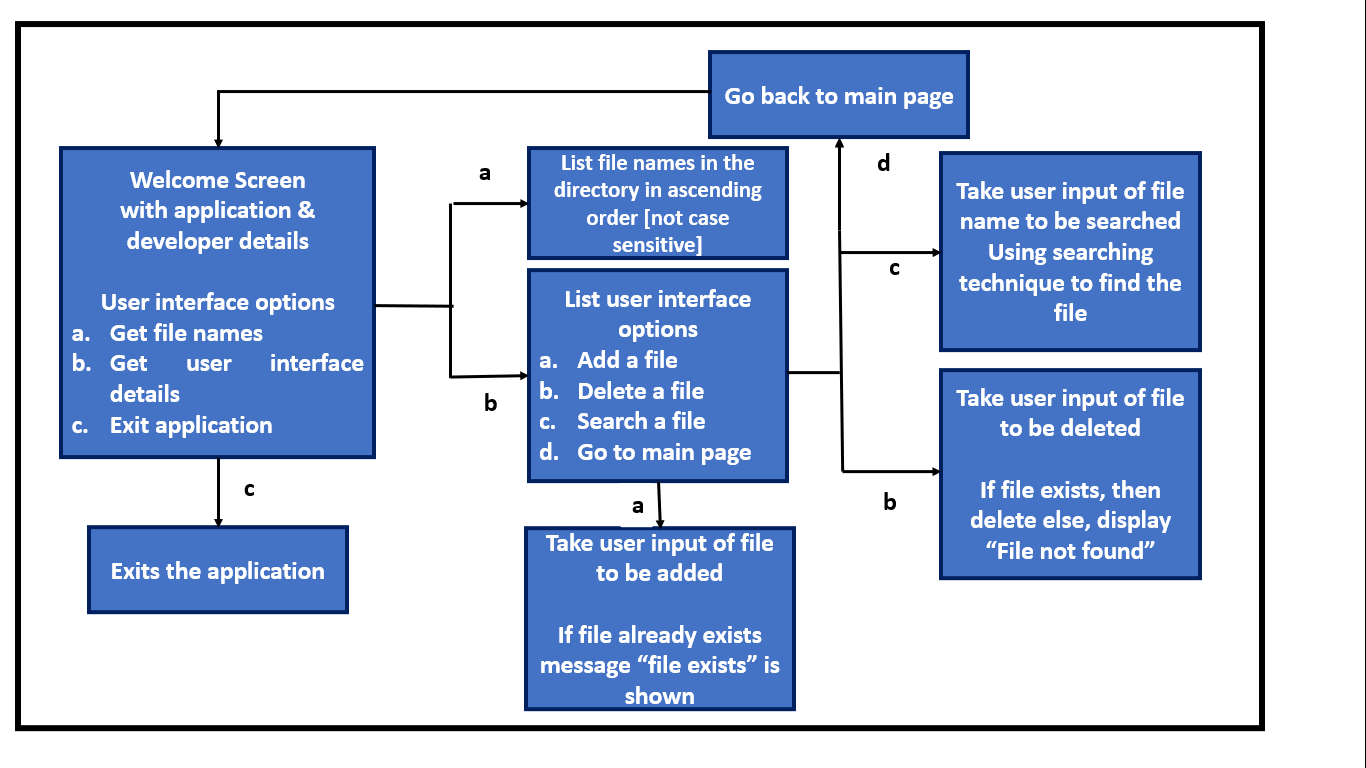 Go back to main page
Welcome Screen
with application &
developer details
User interface options
a. Get file names
b. Get user interface
details
c. Exit application
a
List file names in the
directory in ascending
order [not case
sensitive]
b
List user interface
options
a. Add a file
b. Delete a file
c. Search a file
d. Go to main page
d
c
Take user input of file
name to be searched
Using searching
technique to find the
file
b
Take user input of file
to be deleted
If file exists, then
delete else, display
“File not found”
c
Exits the application
a
Take user input of file
to be added
If file already exists
message “file exists” is
shown